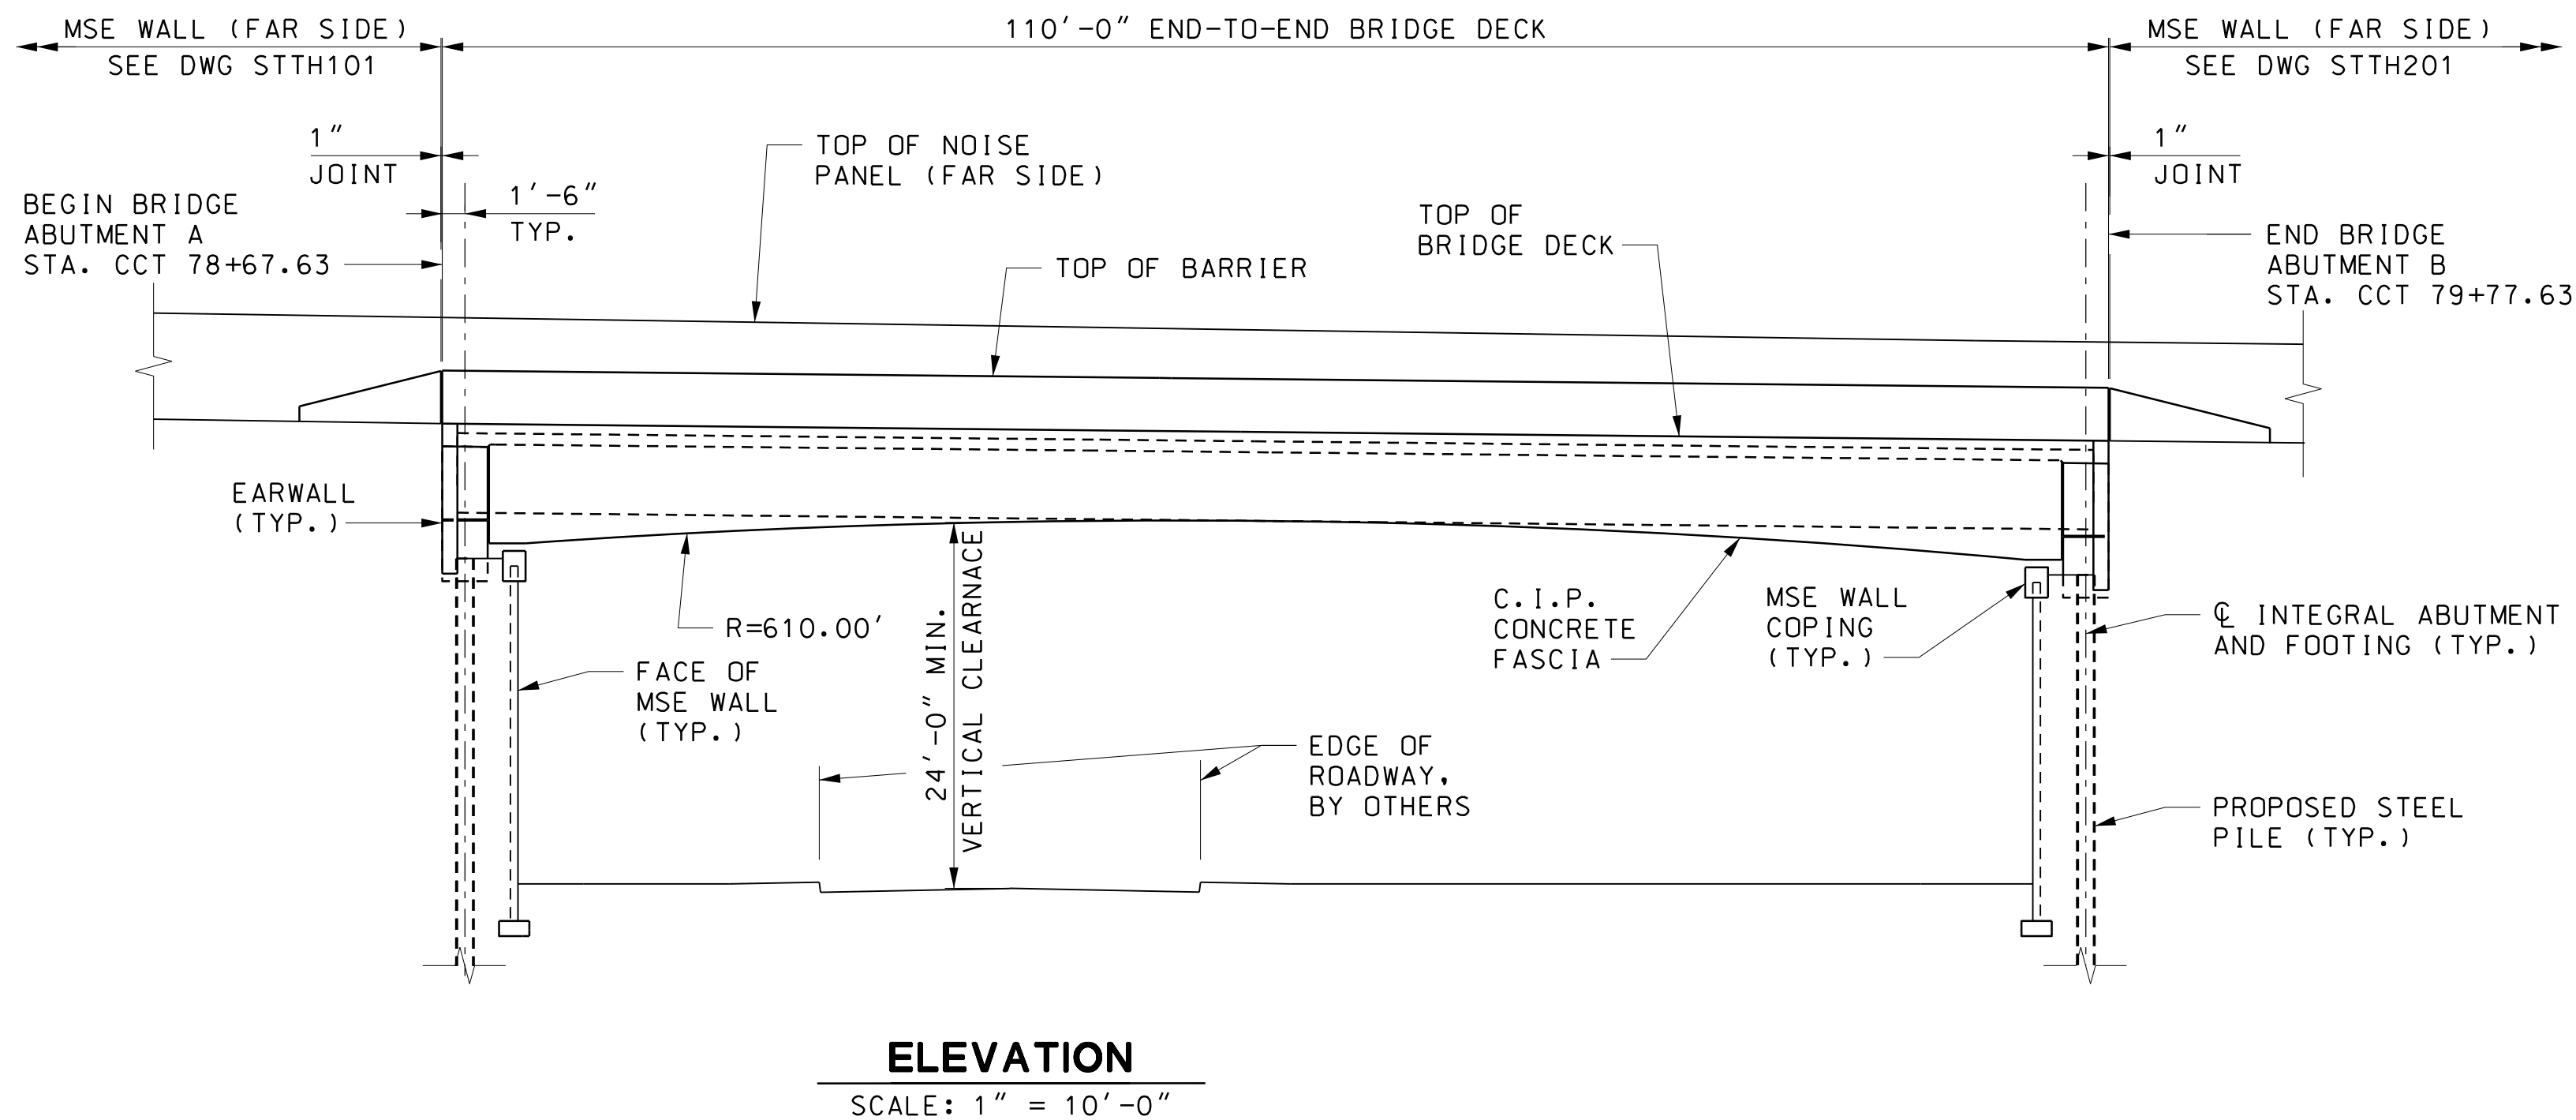 MSE WALL (FAR SIDE)
SEE DWG STTH101
110'-0" END-TO-END BRIDGE DECK
MSE WALL (FAR SIDE)
SEE DWG STTH201
1"
JOINT
1'-6"
TYP.
TOP OF NOISE
PANEL (FAR SIDE)
1"
JOINT
BEGIN BRIDGE
ABUTMENT A
STA. CCT 78+67.63
TOP OF BARRIER
TOP OF
BRIDGE DECK
END BRIDGE
ABUTMENT B
STA. CCT 79+77.63
EARWALL
(TYP.)
R=610.00'
FACE OF
MSE WALL
(TYP.)
24'-0" MIN.
VERTICAL CLEARNACE
C.I.P.
CONCRETE
FASCIA
MSE WALL
COPING
(TYP.)
℄ INTEGRAL ABUTMENT
AND FOOTING (TYP.)
EDGE OF
ROADWAY,
BY OTHERS
PROPOSED STEEL
PILE (TYP.)
ELEVATION
SCALE: 1" = 10'-0"